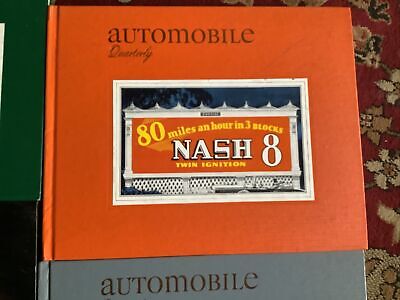 AUTOMOBILE
Quarterly
80 miles an hour in 3 BLOCKS
NASH 8
TWIN IGNITION
AUTOMOBILE